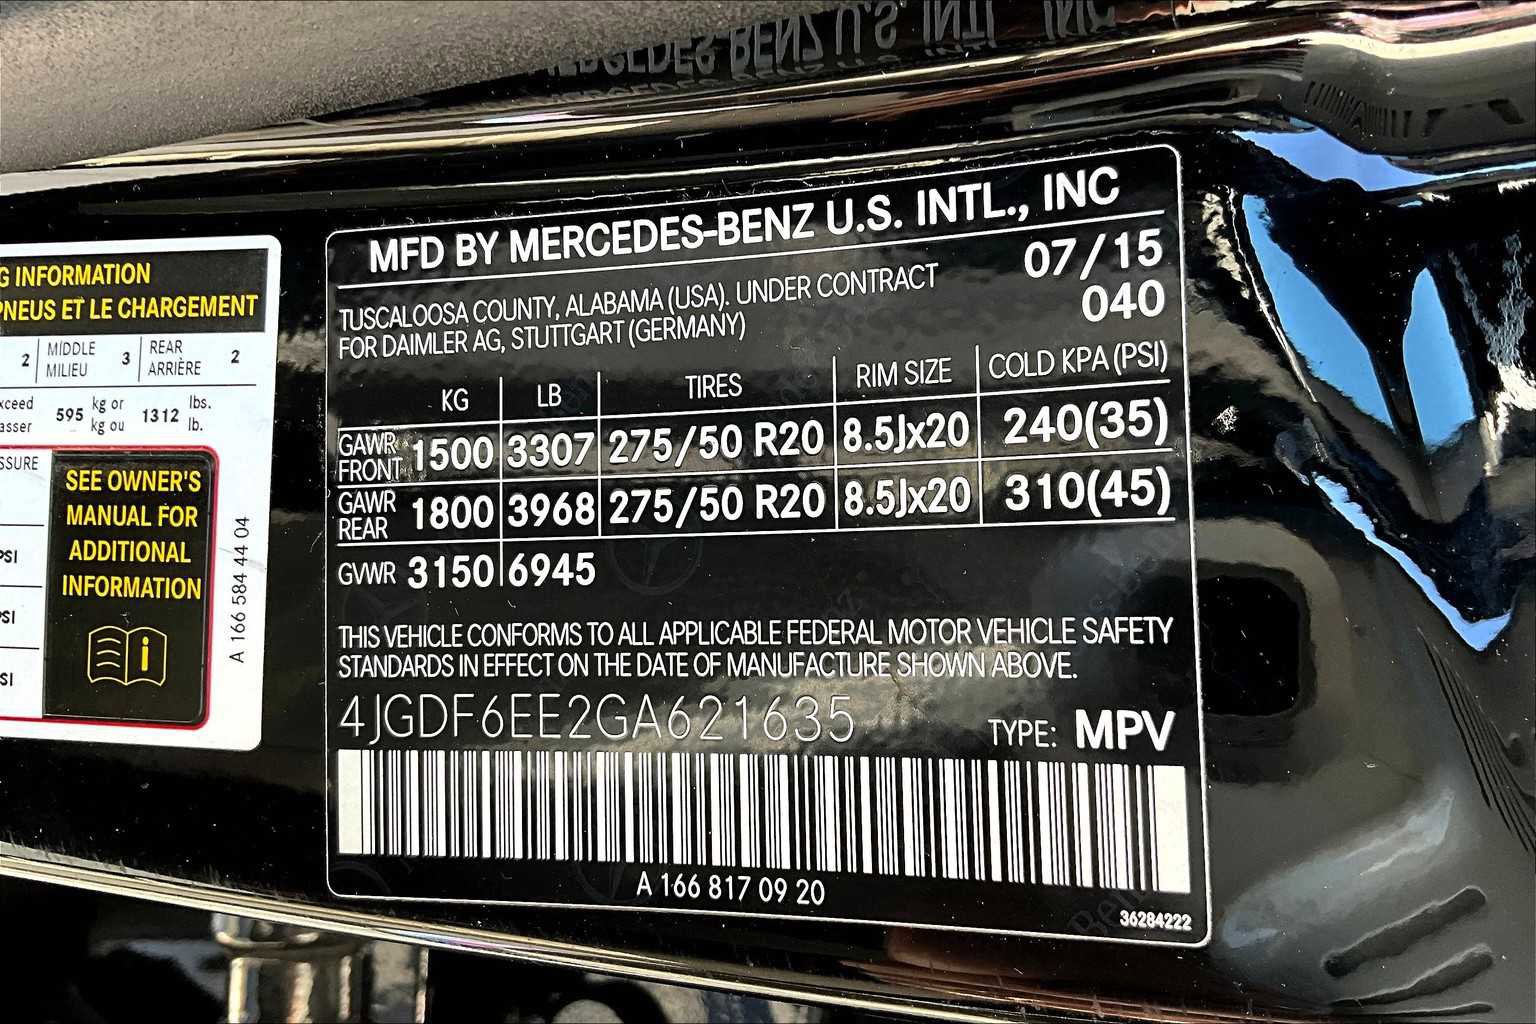 MERCEDES-BENZ U.S. INTL., INC
G INFORMATION
PNEUS ET LE CHARGEMENT
2 MIDDLE MILIEU 3 REAR ARRIÈRE 2
xceed asser 595 kg or kg ou 1312 lbs. lb.
SSURE
PSI
PSI
SI
SEE OWNER'S
MANUAL FOR
ADDITIONAL
INFORMATION
i
A 166 584 44 04
MFD BY MERCEDES-BENZ U.S. INTL., INC
07/15
TUSCALOOSA COUNTY, ALABAMA (USA). UNDER CONTRACT
040
FOR DAIMLER AG, STUTTGART (GERMANY)
KG LB TIRES RIM SIZE COLD KPA (PSI)
GAWR FRONT 1500 3307 275/50 R20 8.5Jx20 240(35)
GAWR REAR 1800 3968 275/50 R20 8.5Jx20 310(45)
GVWR 3150 6945
THIS VEHICLE CONFORMS TO ALL APPLICABLE FEDERAL MOTOR VEHICLE SAFETY
STANDARDS IN EFFECT ON THE DATE OF MANUFACTURE SHOWN ABOVE.
4JGDF6EE2GA621635
TYPE: MPV
A 166 817 09 20
36284222